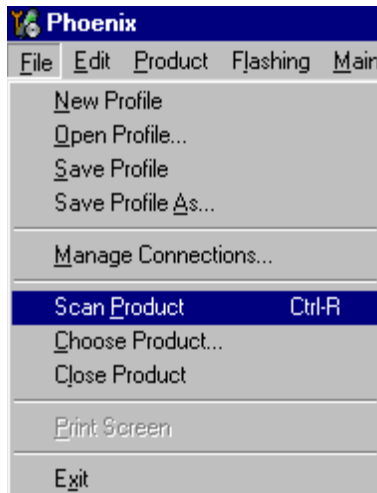 Phoenix
File Edit Product Flashing Main
New Profile
Open Profile...
Save Profile
Save Profile As...
Manage Connections...
Scan Product Ctrl-R
Choose Product...
Close Product
Print Screen
Exit